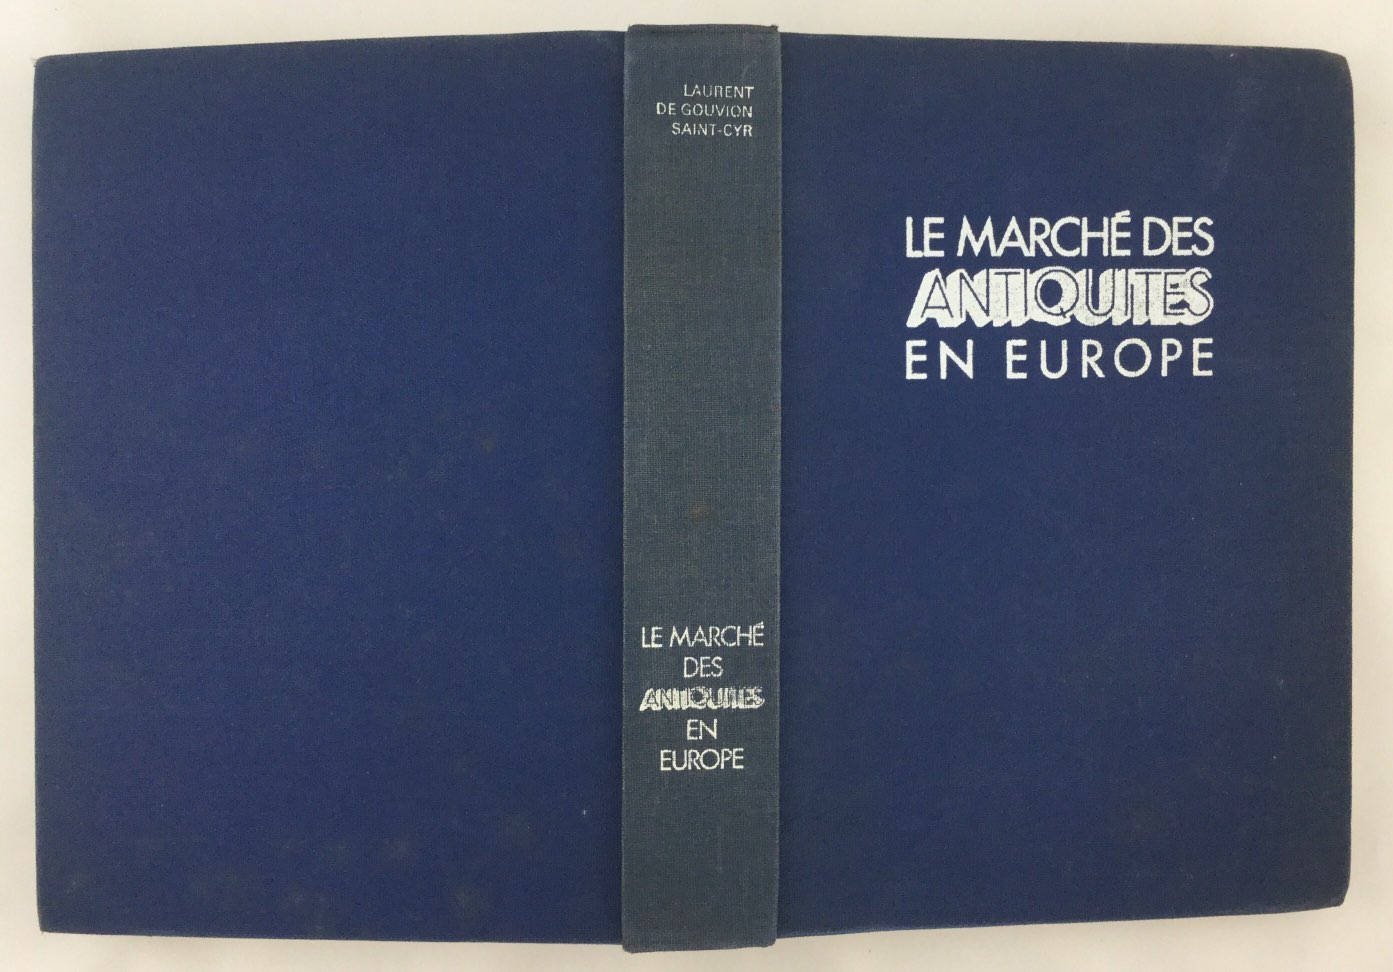 LAURENT
DE GOUVION
SAINT-CYR
LE MARCHÉ
DES
ANTIQUITES
EN
EUROPE
LE MARCHÉ DES
ANTIQUITES
EN EUROPE